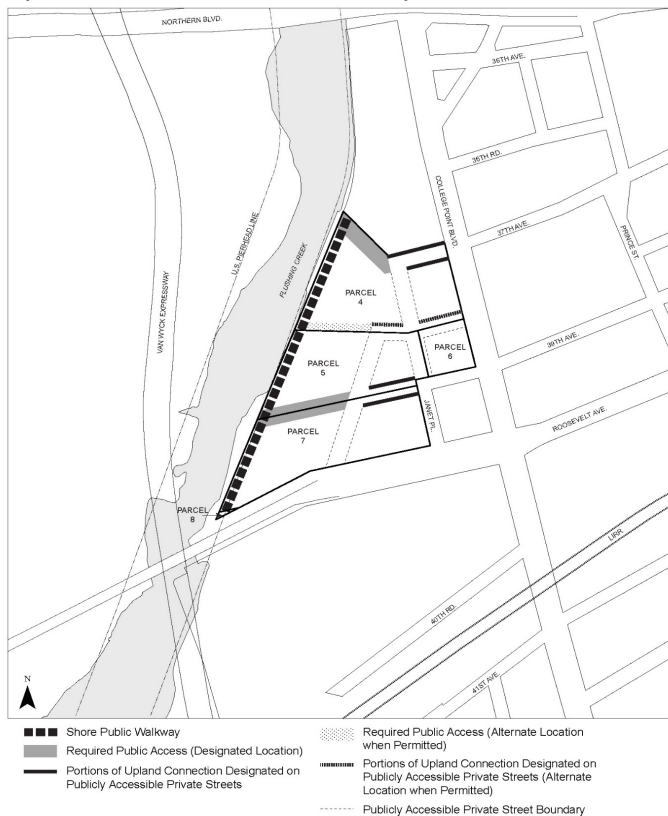 NORTHERN BLVD.
36TH AVE.
36TH RD.
COLLEGE POINT BLVD.
37TH AVE.
PRINCE ST.
U.S. PIERHEAD LINE
FLUSHING CREEK
VAN WYCK EXPRESSWAY
PARCEL
4
39TH AVE.
PARCEL
6
PARCEL
5
ROOSEVELT AVE.
JANET PL.
PARCEL
7
PARCEL
8
LIRR
40TH RD.
41ST AVE.
N
Shore Public Walkway
Required Public Access (Designated Location)
Portions of Upland Connection Designated on
Publicly Accessible Private Streets
Required Public Access (Alternate Location
when Permitted)
Portions of Upland Connection Designated on
Publicly Accessible Private Streets (Alternate
Location when Permitted)
Publicly Accessible Private Street Boundary